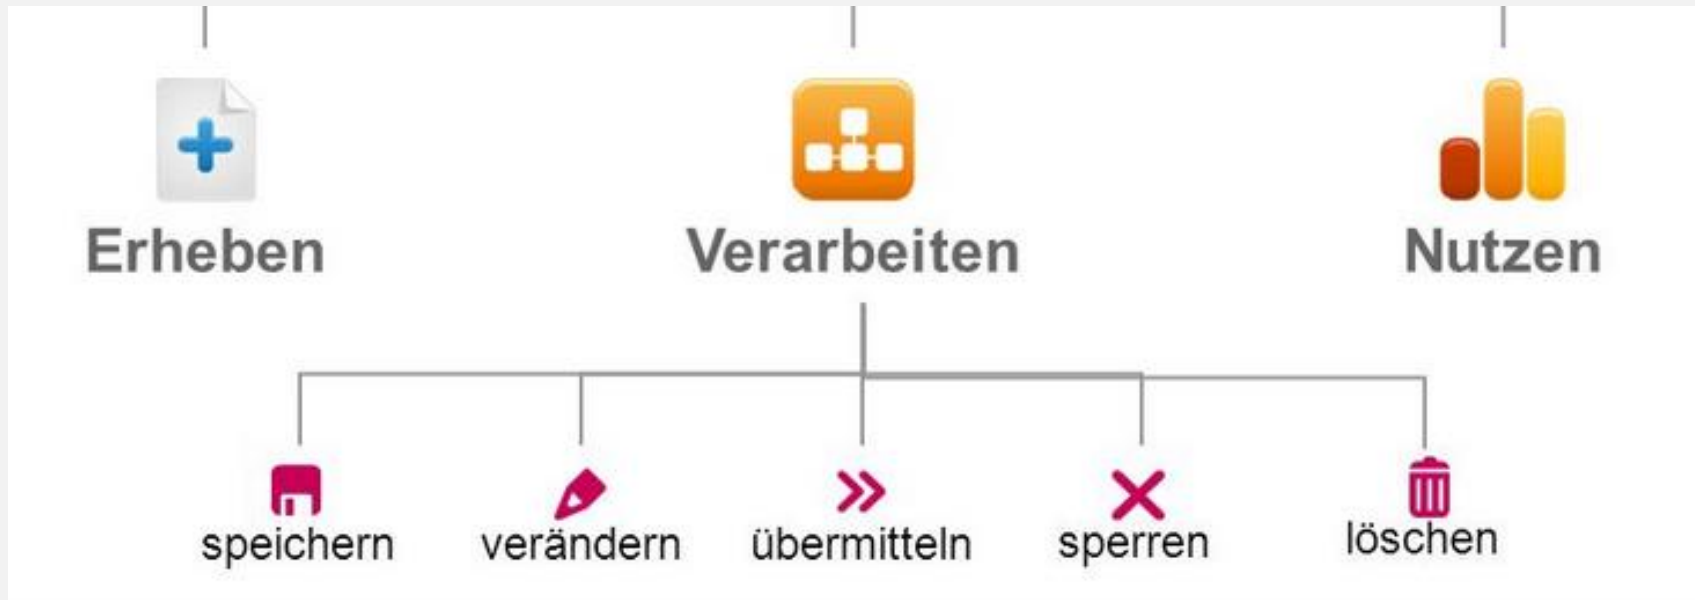 Erheben
Verarbeiten
Nutzen
speichern
verändern
übermitteln
sperren
löschen